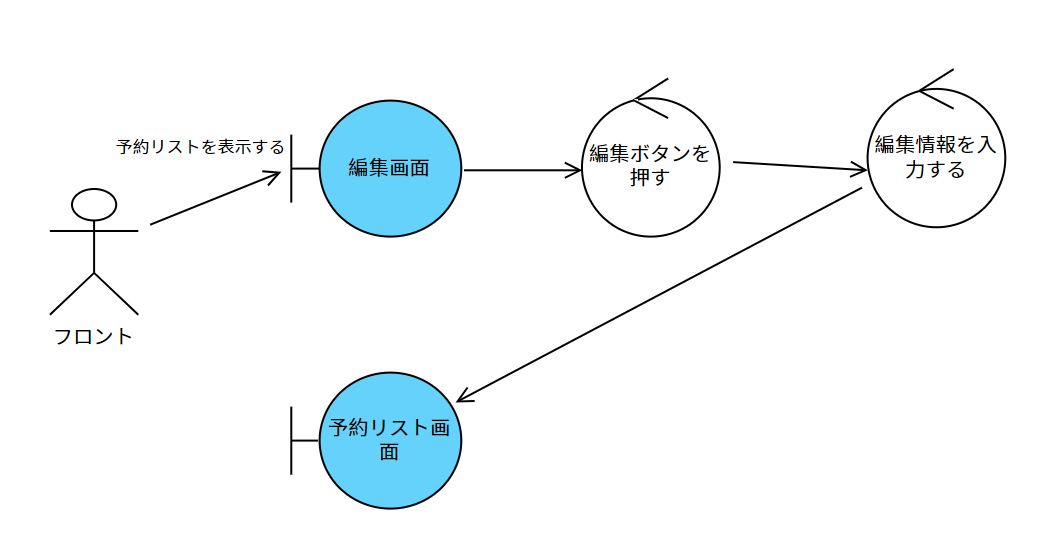 予約リストを表示する
編集画面
編集ボタンを
押す
編集情報を入
力する
フロント
予約リスト画
面